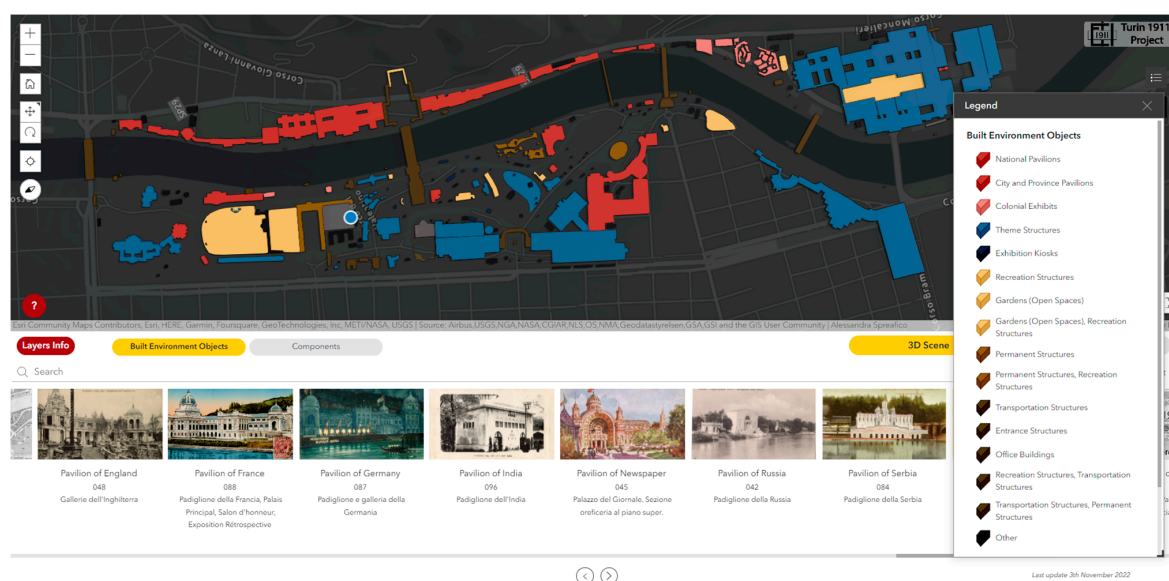 Corso Moncalieri
Turin 1911
Project
1911
Corso Giovanni Lanza
SP29
Legend
Built Environment Objects
National Pavilions
City and Province Pavilions
Colonial Exhibits
Theme Structures
Exhibition Kiosks
Recreation Structures
Gardens (Open Spaces)
Gardens (Open Spaces), Recreation
Structures
Permanent Structures
Permanent Structures, Recreation
Structures
Transportation Structures
Entrance Structures
Office Buildings
Recreation Structures, Transportation
Structures
Transportation Structures, Permanent
Structures
Other
?
Esri Community Maps Contributors, Esri, HERE, Garmin, Foursquare, GeoTechnologies, Inc, METI/NASA, USGS | Source: Airbus,USGS,NGA,NASA,CGIAR,NLS,OS,NMA,Geodatastyrelsen,GSA,GSI and the GIS User Community | Alessandra Spreafico
Layers Info
Built Environment Objects
Components
3D Scene
Search
Pavilion of England
048
Gallerie dell'Inghilterra
Pavilion of France
088
Padiglione della Francia, Palais
Principal, Salon d'honneur,
Exposition Rétrospective
Pavilion of Germany
087
Padiglione e galleria della
Germania
Pavilion of India
096
Padiglione dell'India
Pavilion of Newspaper
045
Palazzo del Giornale. Sezione
oreficeria al piano super.
Pavilion of Russia
042
Padiglione della Russia
Pavilion of Serbia
084
Padiglione della Serbia
Last update 3th November 2022